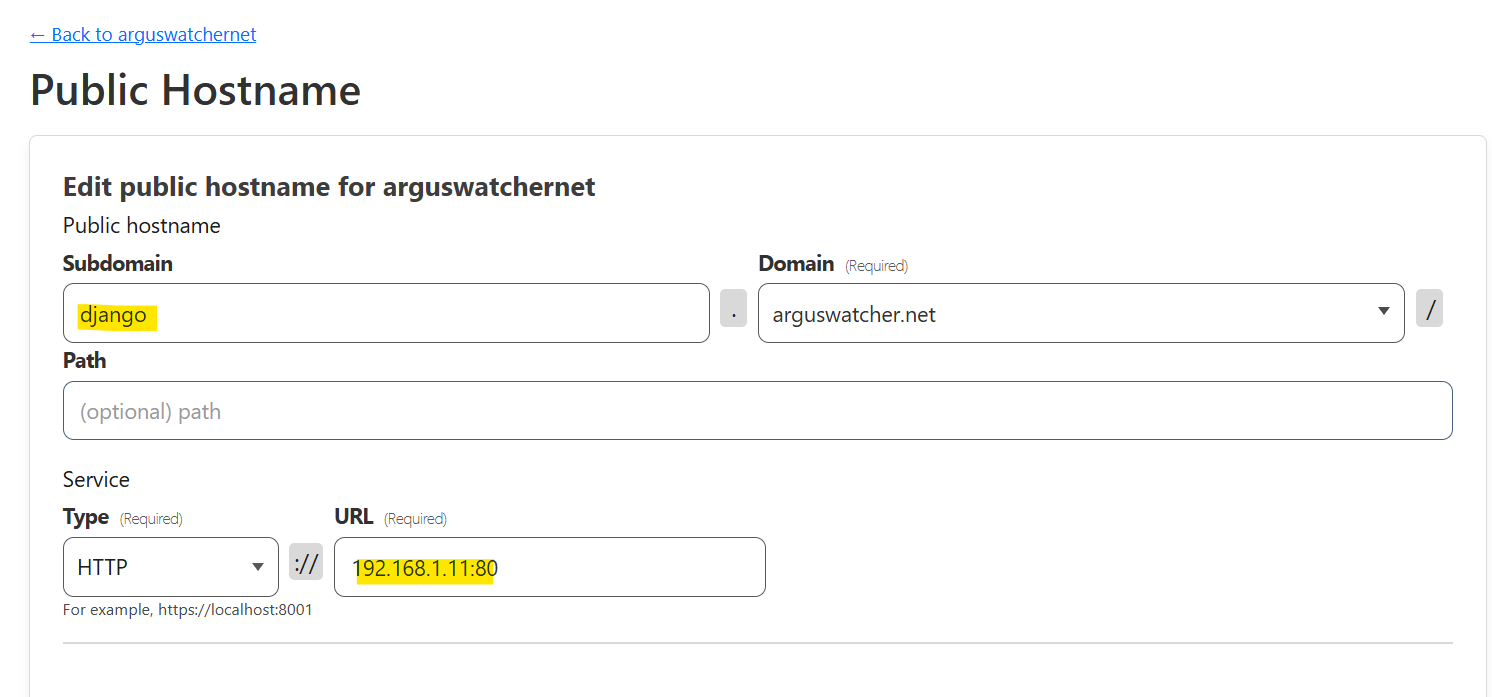 ← Back to arguswatchernet
Public Hostname
Edit public hostname for arguswatchernet
Public hostname
Subdomain Domain (Required)
django . arguswatcher.net /
Path
(optional) path
Service
Type (Required) URL (Required)
HTTP :// 192.168.1.11:80
For example, https://localhost:8001